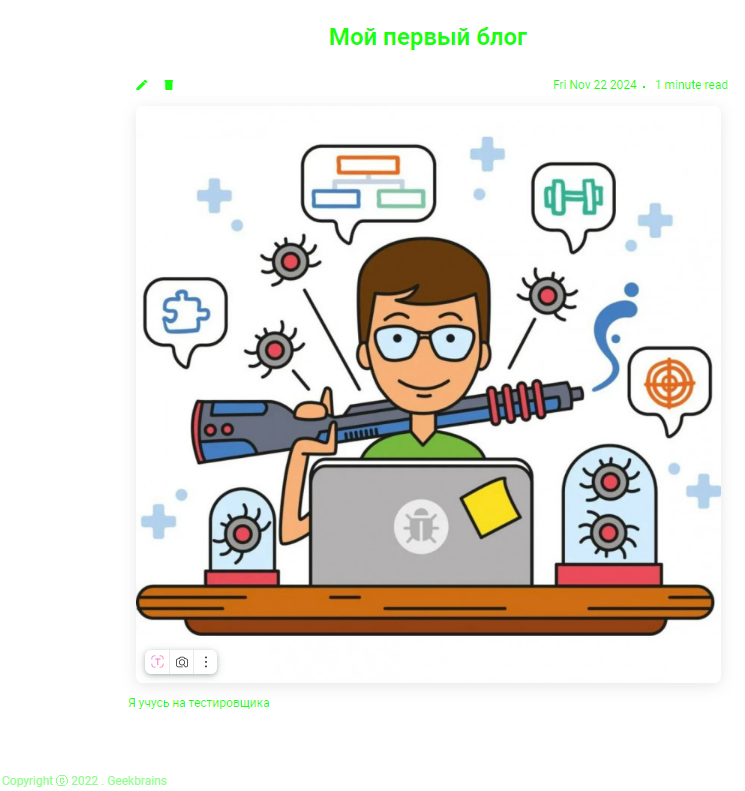 Мой первый блог
Fri Nov 22 2024 . 1 minute read
Я учусь на тестировщика
Copyright ⓒ 2022 . Geekbrains